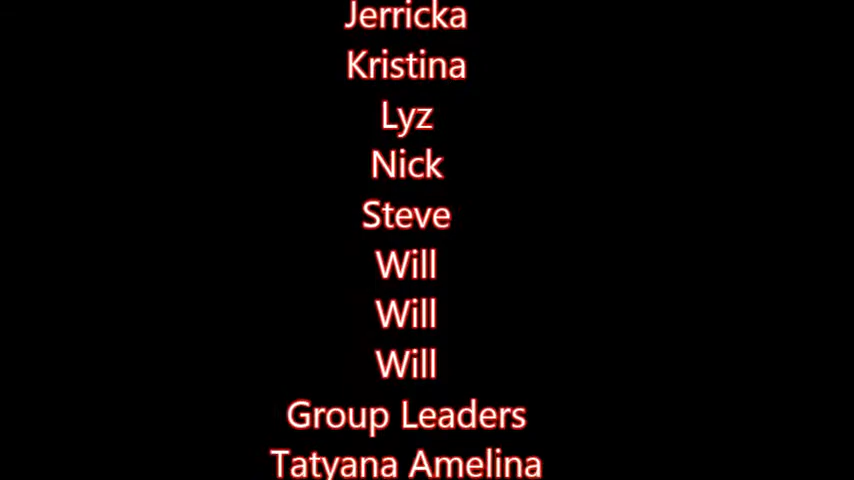 Jerricka
Kristina
Lyz
Nick
Steve
Will
Will
Will
Group Leaders
Tatyana Amelina